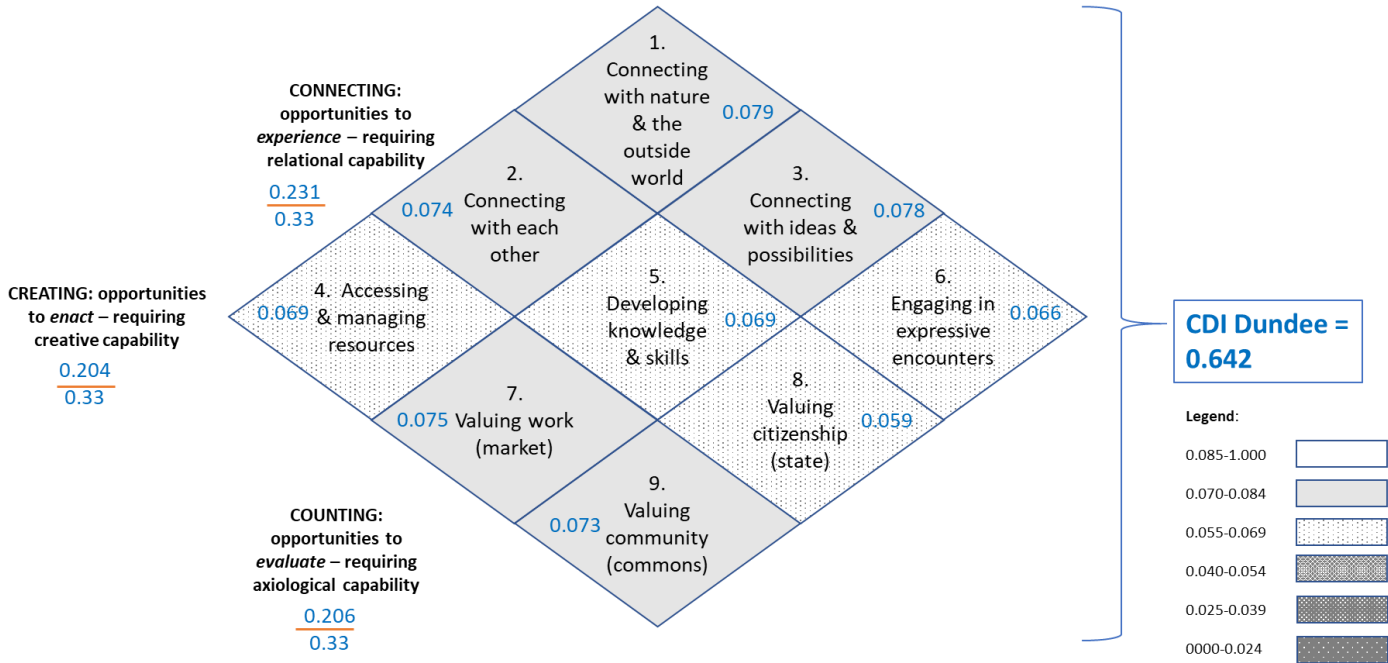 CONNECTING:
opportunities to
experience – requiring
relational capability
0.231
0.33
CREATING: opportunities
to enact – requiring
creative capability
0.204
0.33
COUNTING:
opportunities to
evaluate – requiring
axiological capability
0.206
0.33
1.
Connecting
with nature
& the
outside
world
0.079
2.
Connecting
with each
other
0.074
3.
Connecting
with ideas &
possibilities
0.078
4. Accessing
& managing
resources
0.069
5.
Developing
knowledge
& skills
0.069
6.
Engaging in
expressive
encounters
0.066
7.
Valuing work
(market)
0.075
8.
Valuing
citizenship
(state)
0.059
9.
Valuing
community
(commons)
0.073
CDI Dundee =
0.642
Legend:
0.085-1.000
0.070-0.084
0.055-0.069
0.040-0.054
0.025-0.039
0000-0.024